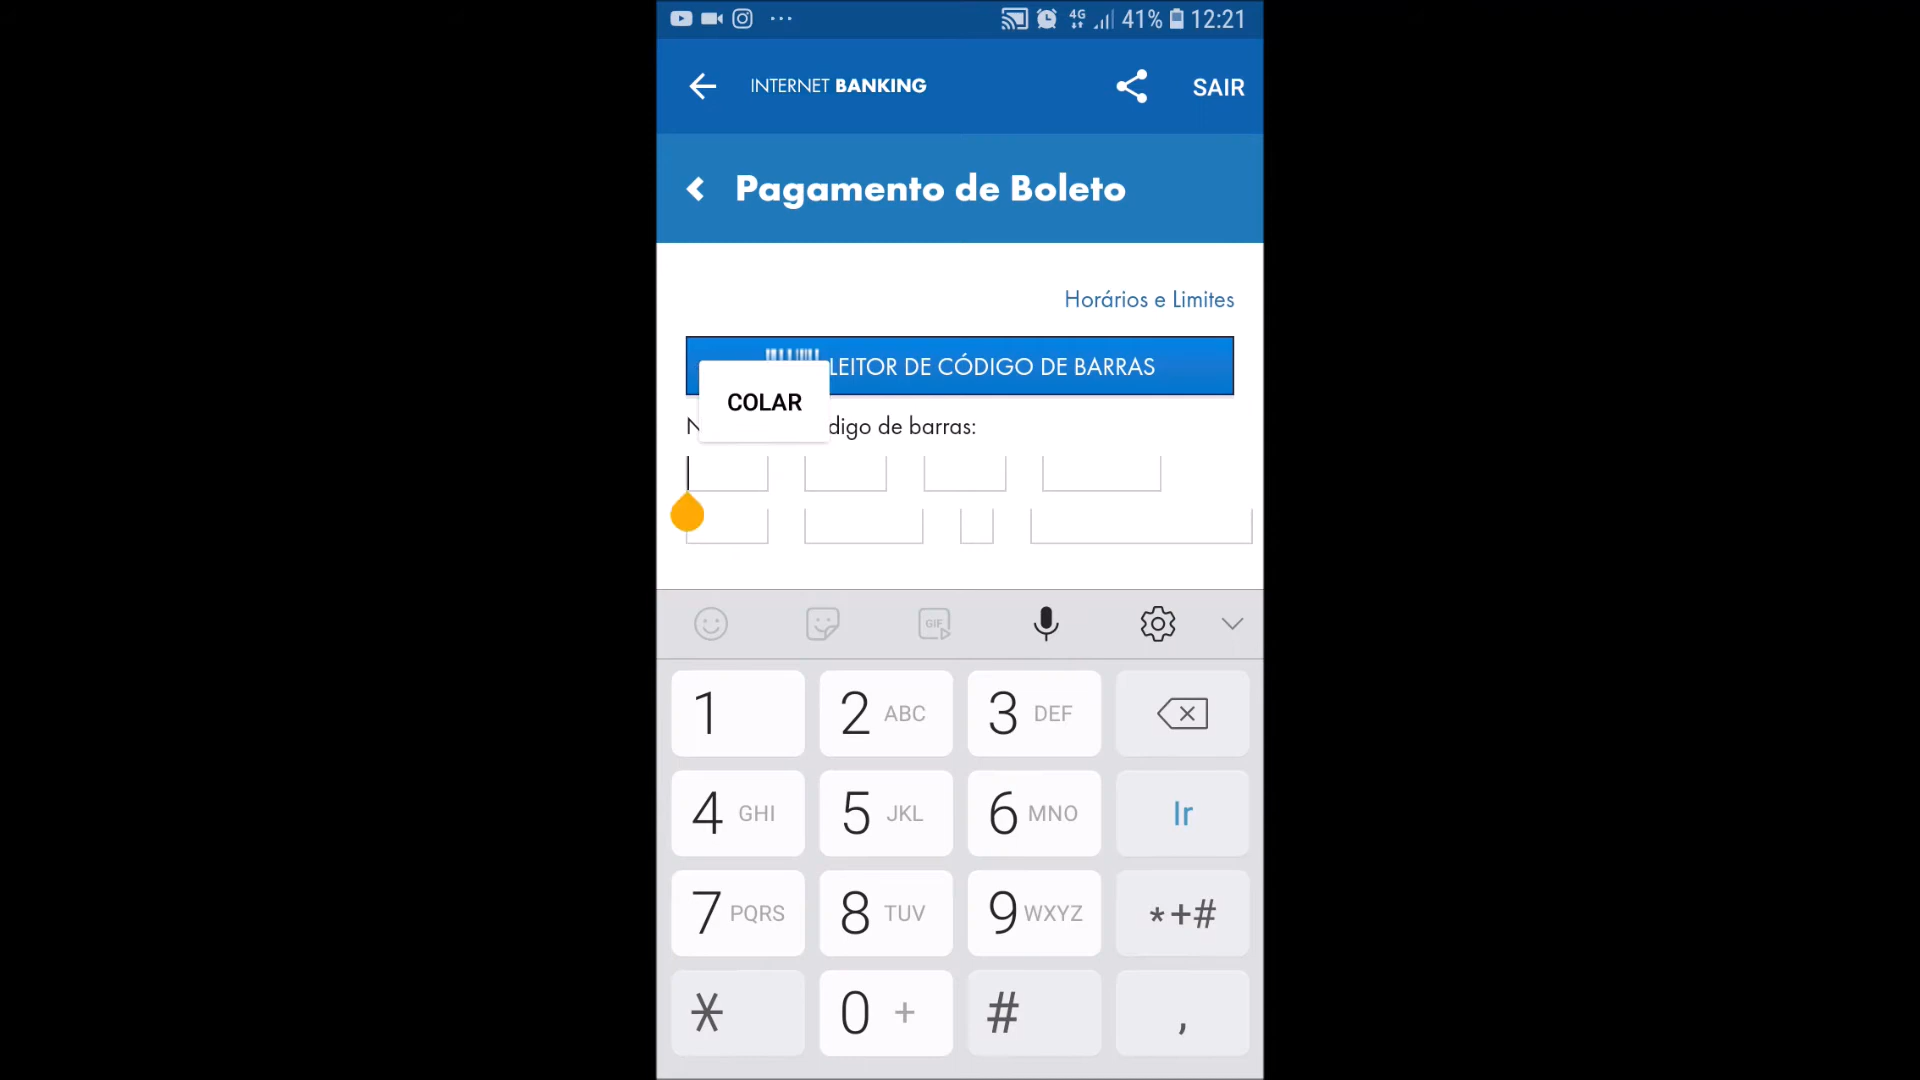 41% 12:21
4G
INTERNET BANKING
SAIR
Pagamento de Boleto
Horários e Limites
LEITOR DE CÓDIGO DE BARRAS
COLAR
N digo de barras:
GIF
1
2 ABC
3 DEF
4 GHI
5 JKL
6 MNO
Ir
7 PQRS
8 TUV
9 WXYZ
*+#
*
0 +
#
,